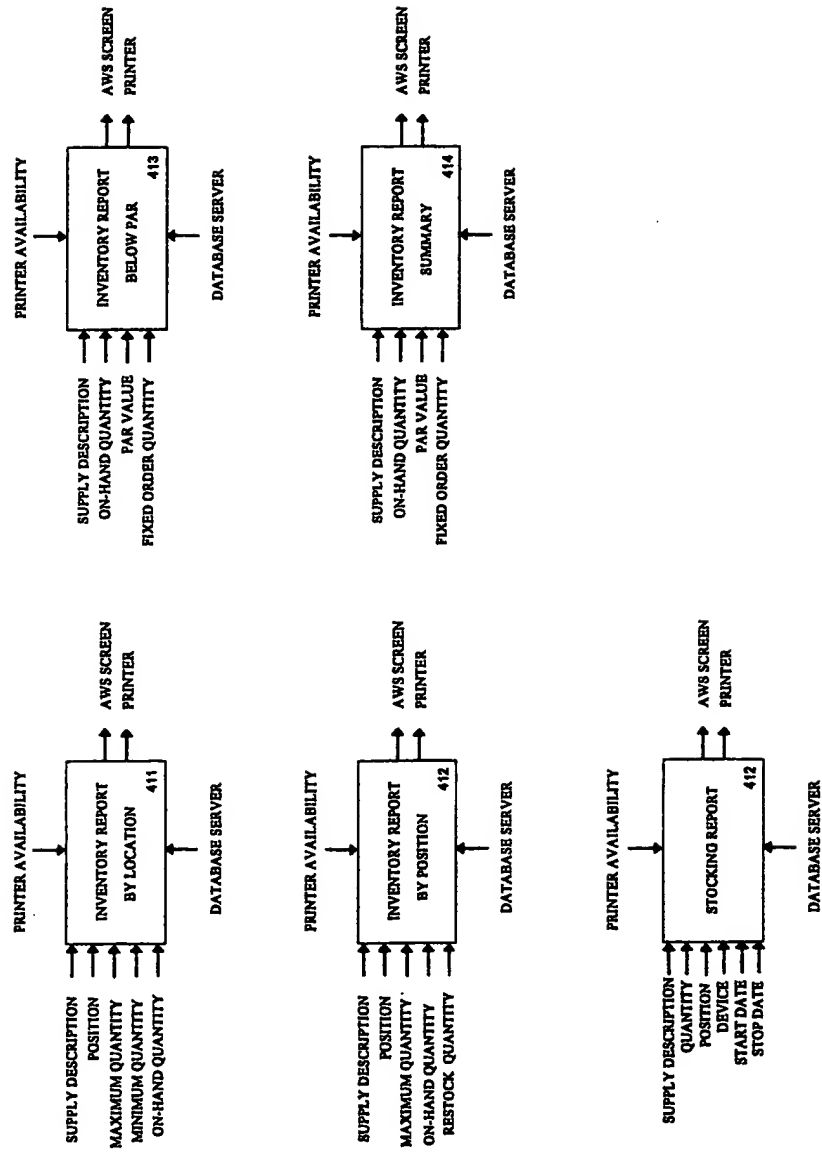 PRINTER AVAILABILITY
SUPPLY DESCRIPTION
POSITION
MAXIMUM QUANTITY
MINIMUM QUANTITY
ON-HAND QUANTITY
INVENTORY REPORT
BY LOCATION
411
AWS SCREEN
PRINTER
DATABASE SERVER
PRINTER AVAILABILITY
SUPPLY DESCRIPTION
ON-HAND QUANTITY
PAR VALUE
FIXED ORDER QUANTITY
INVENTORY REPORT
BELOW PAR
413
AWS SCREEN
PRINTER
DATABASE SERVER
PRINTER AVAILABILITY
SUPPLY DESCRIPTION
POSITION
MAXIMUM QUANTITY
ON-HAND QUANTITY
RESTOCK QUANTITY
INVENTORY REPORT
BY POSITION
412
AWS SCREEN
PRINTER
DATABASE SERVER
PRINTER AVAILABILITY
SUPPLY DESCRIPTION
ON-HAND QUANTITY
PAR VALUE
FIXED ORDER QUANTITY
INVENTORY REPORT
SUMMARY
414
AWS SCREEN
PRINTER
DATABASE SERVER
PRINTER AVAILABILITY
SUPPLY DESCRIPTION
QUANTITY
POSITION
DEVICE
START DATE
STOP DATE
STOCKING REPORT
412
AWS SCREEN
PRINTER
DATABASE SERVER